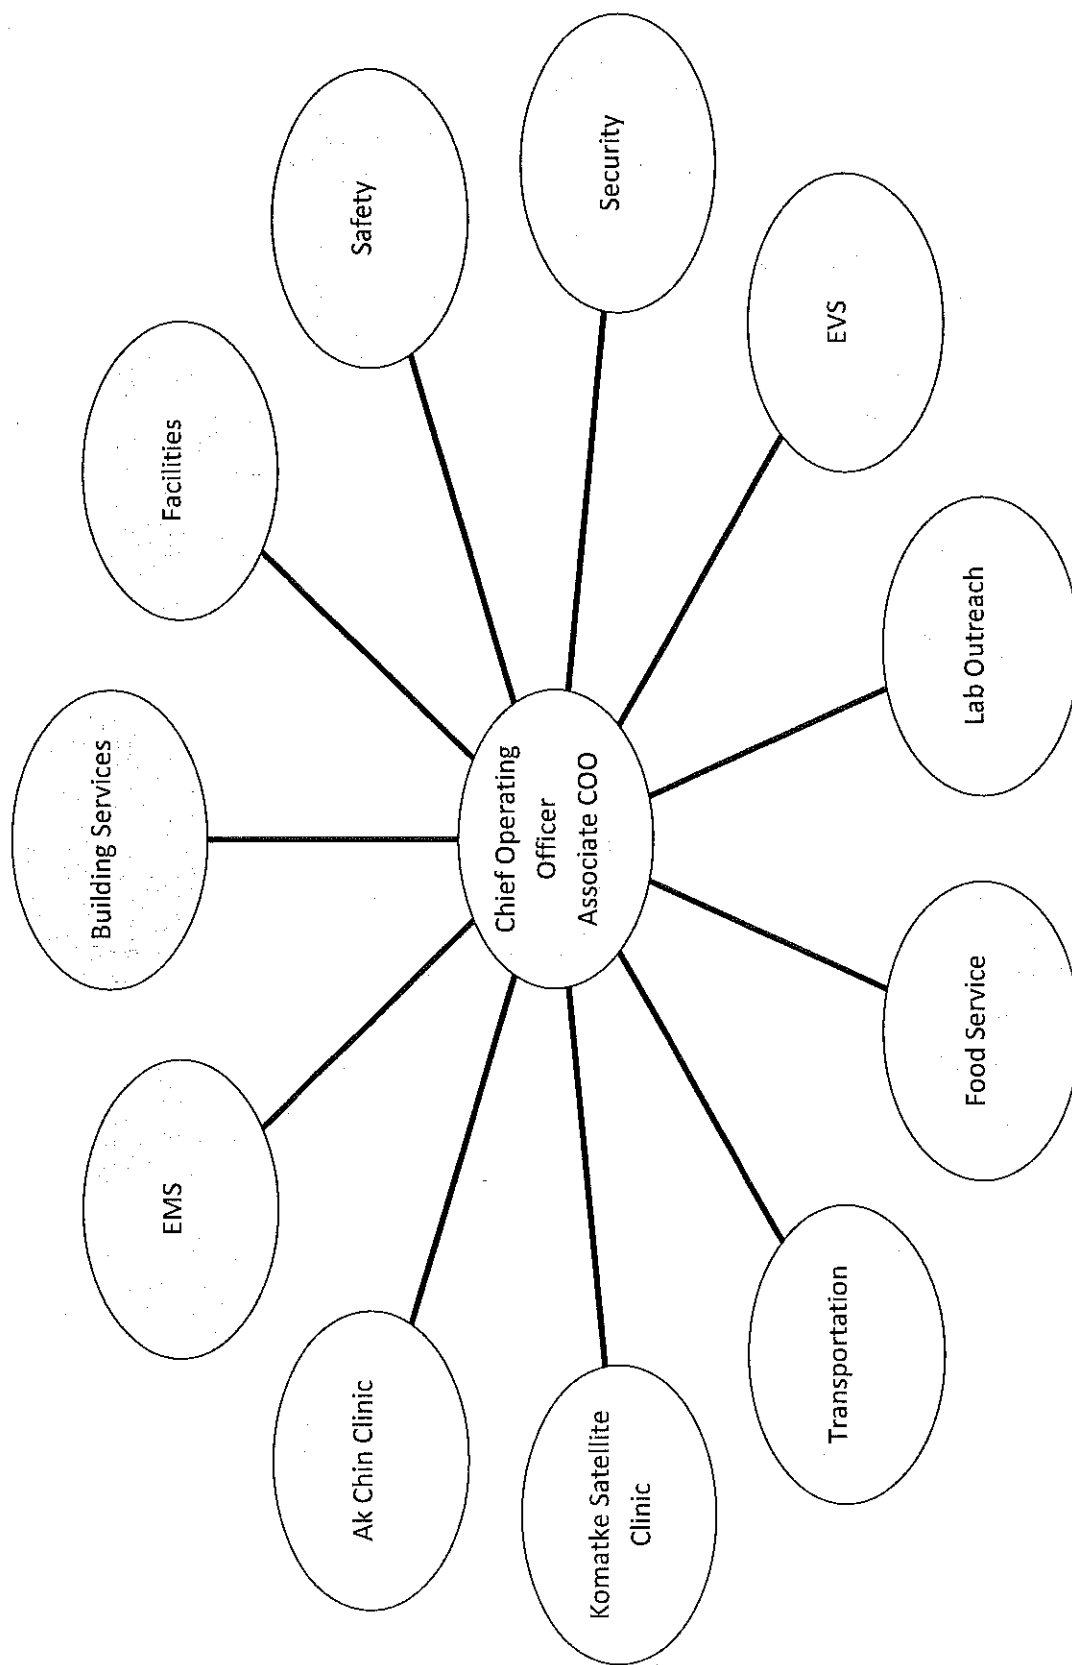 Building Services
Facilities
Safety
Security
EVS
Lab Outreach
Food Service
Transportation
Komatke Satellite
Clinic
Ak Chin Clinic
EMS
Chief Operating
Officer
Associate COO